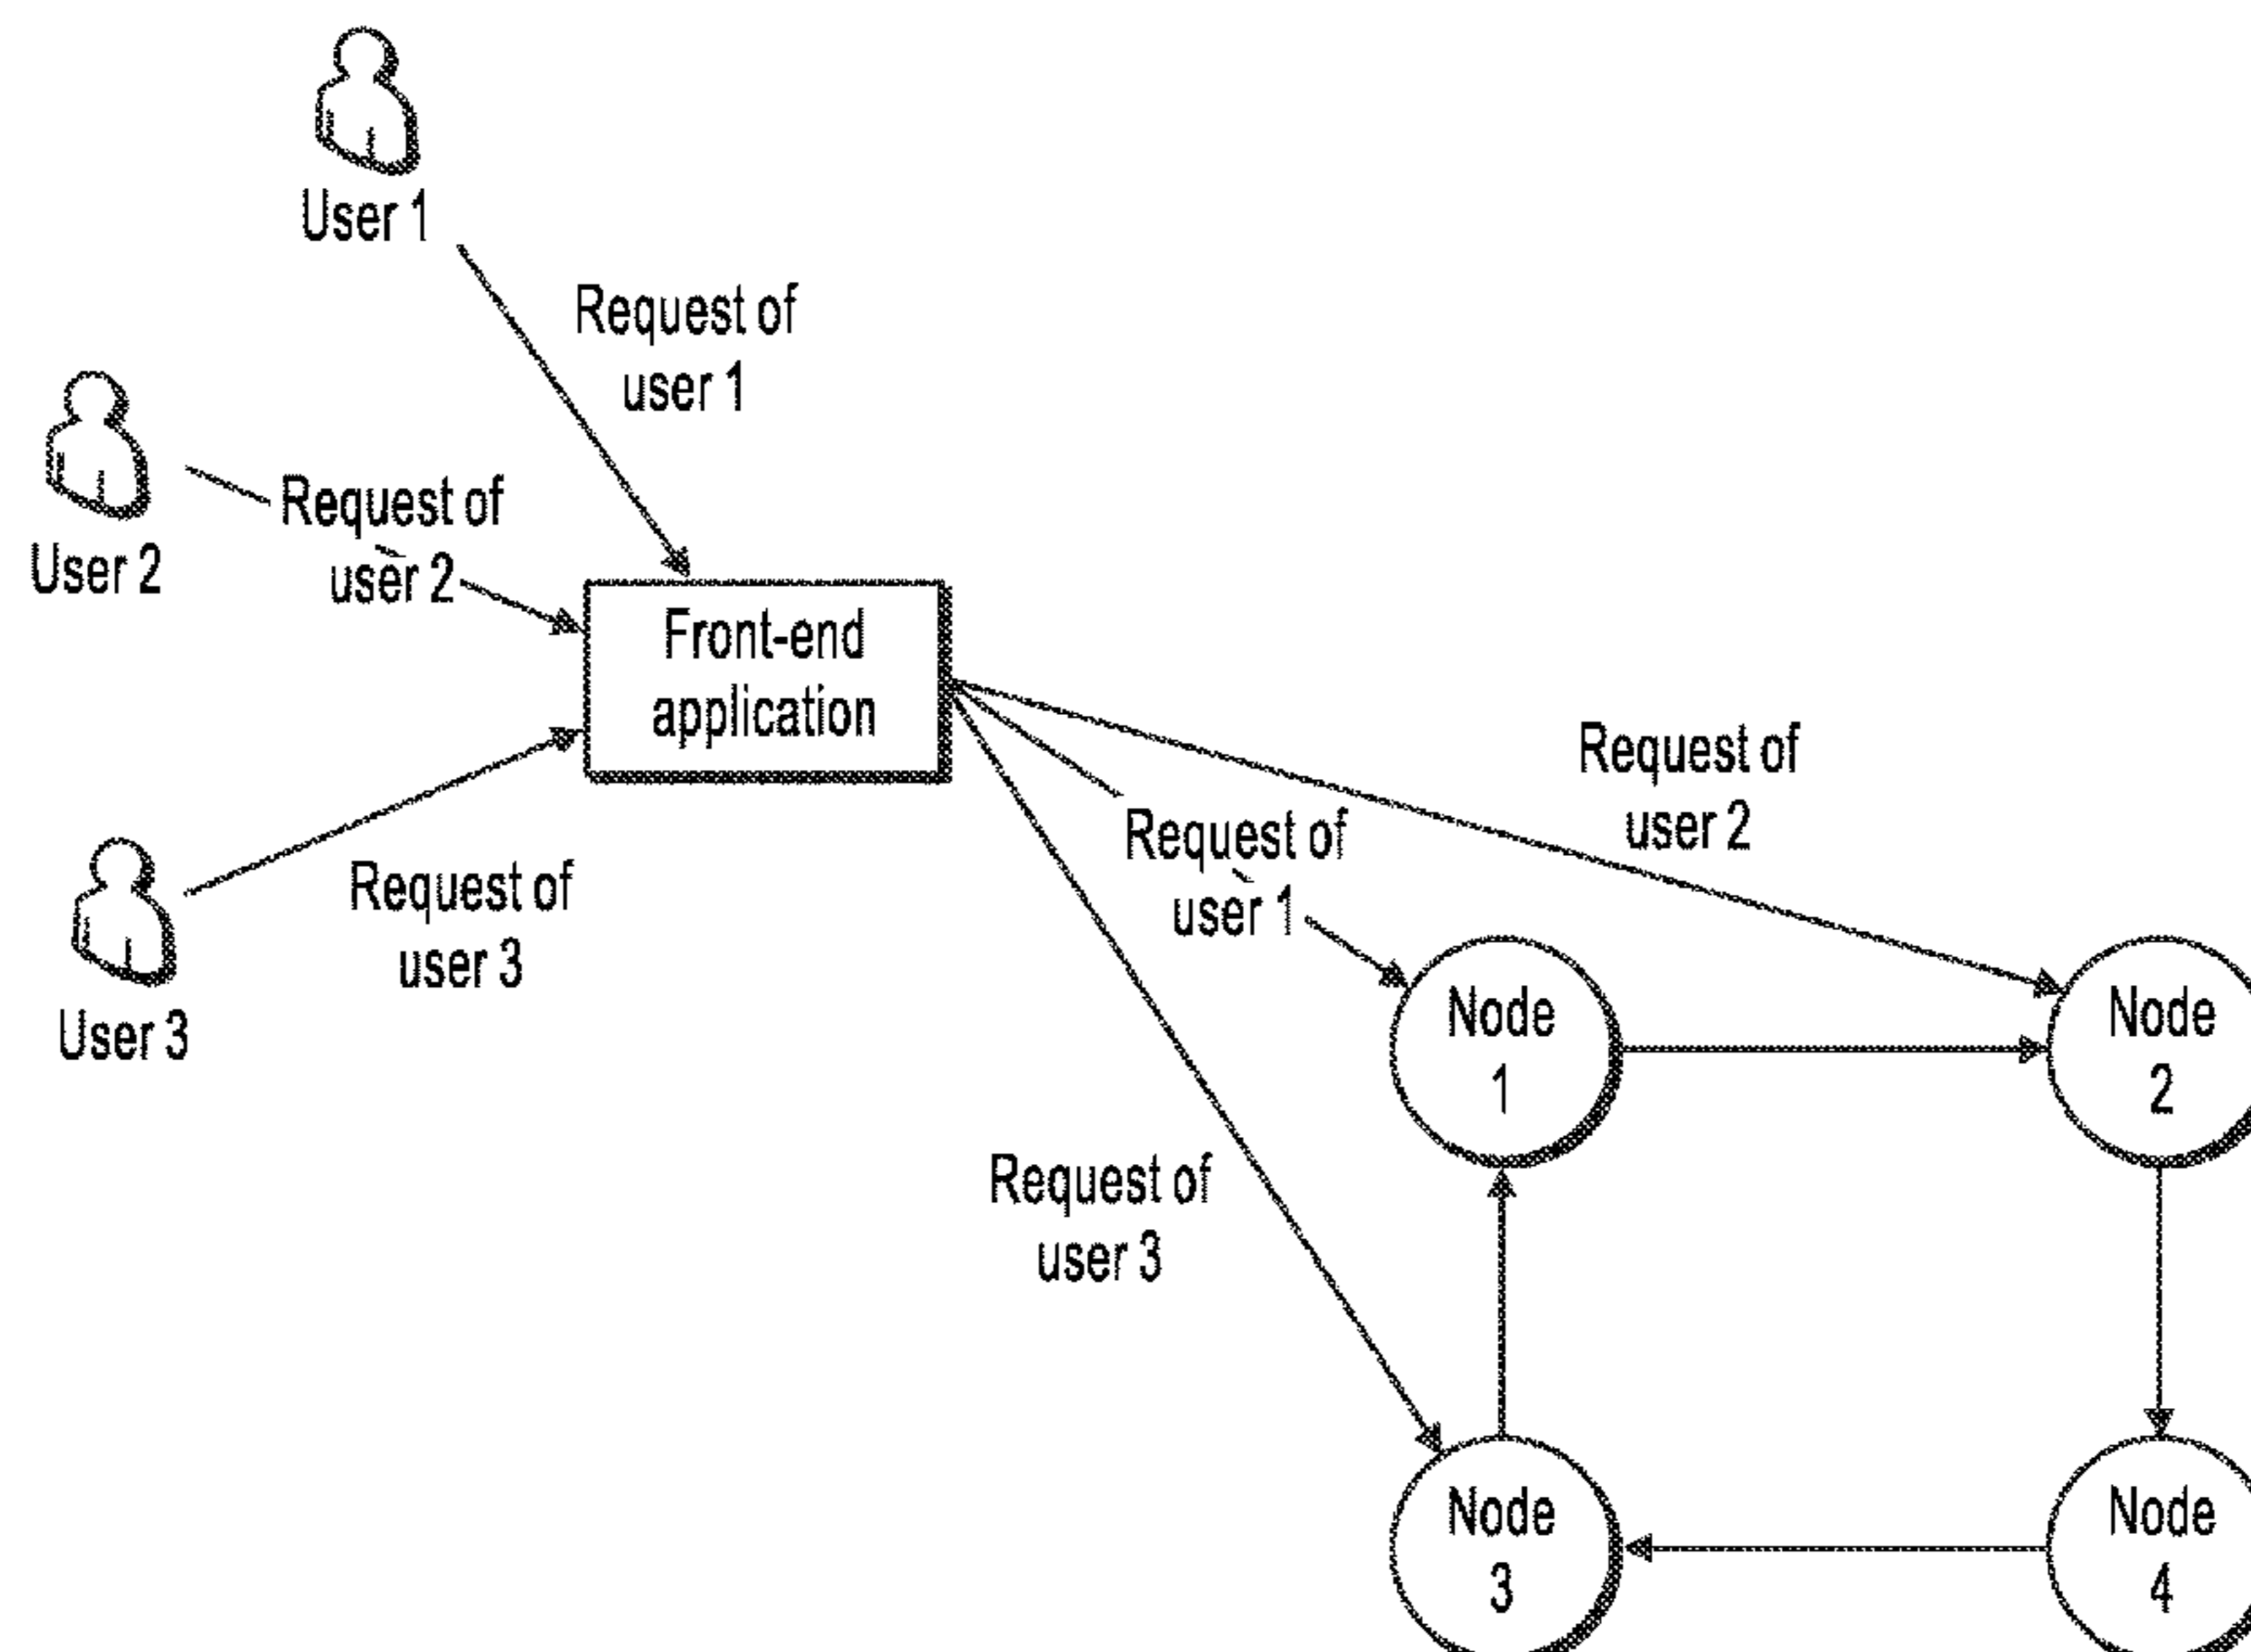 User 1
Request of
user 1
User 2
Request of
user 2
Front-end
application
User 3
Request of
user 3
Request of
user 2
Request of
user 1
Node
1
Node
2
Request of
user 3
Node
3
Node
4